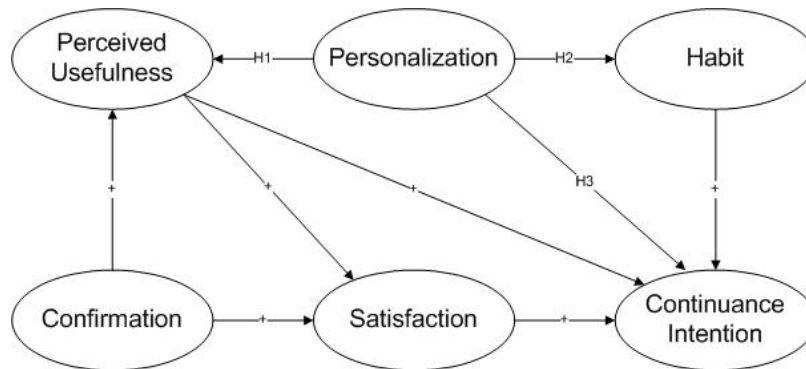 Perceived
Usefulness
H1
Personalization
H2
Habit
+
+
+
H3
+
Confirmation
+
Satisfaction
+
Continuance
Intention